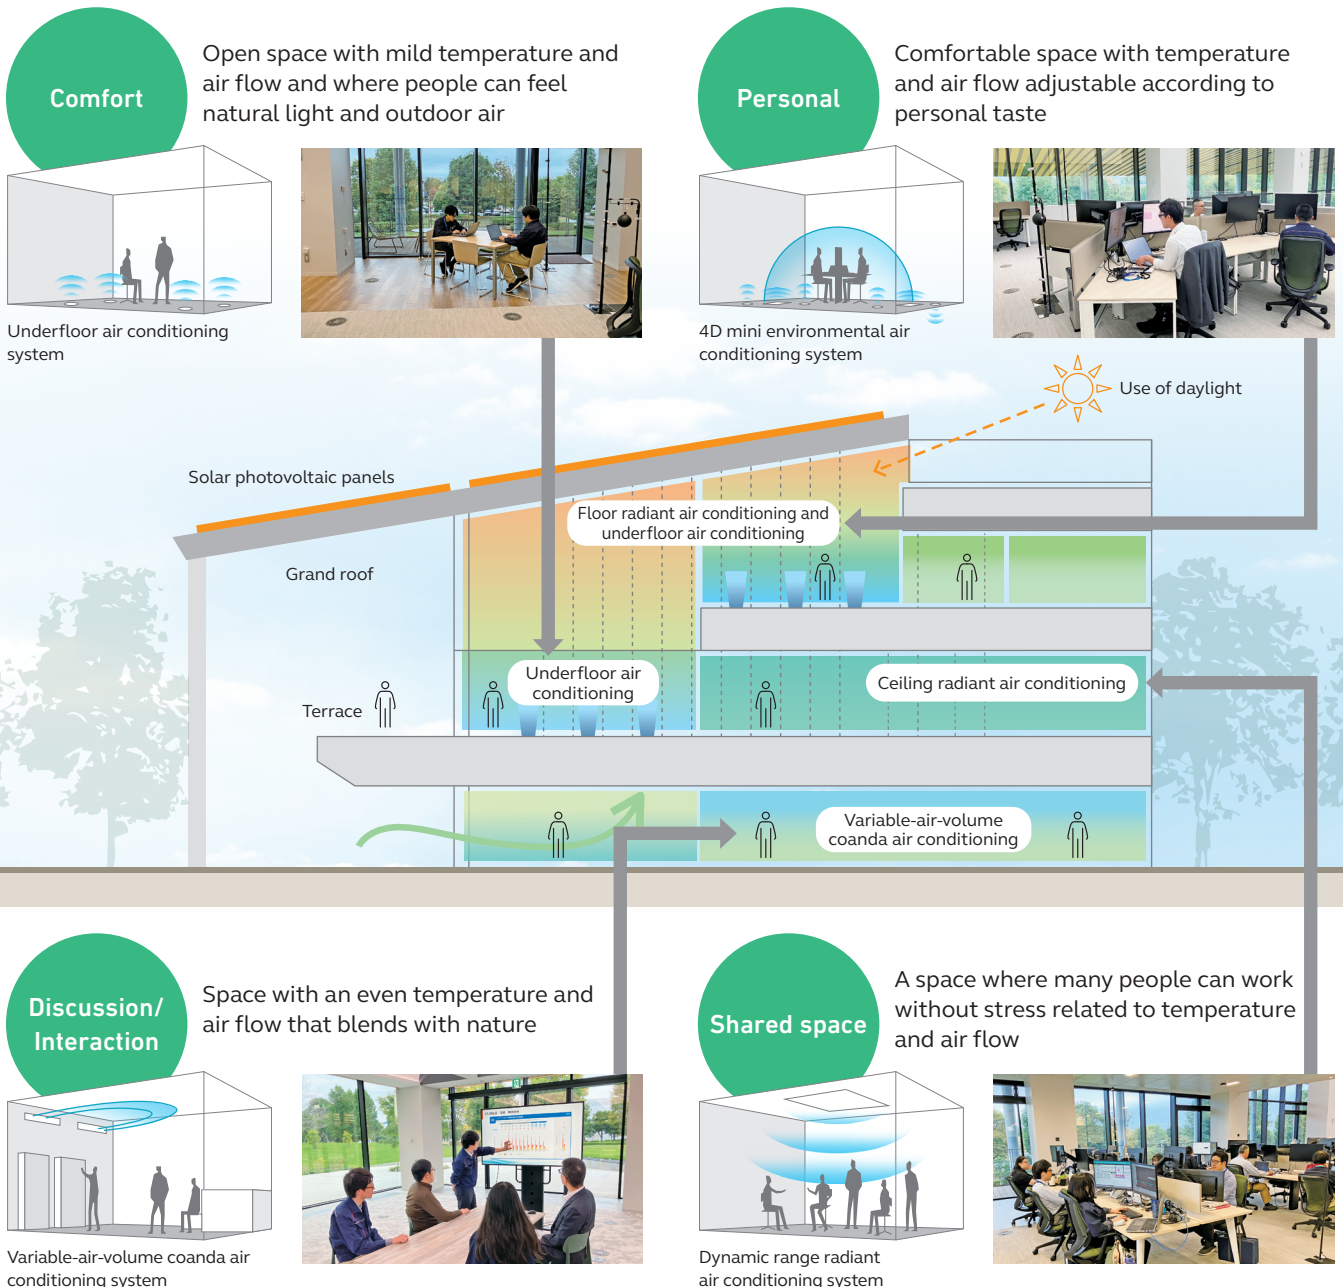 Comfort
Open space with mild temperature and
air flow and where people can feel
natural light and outdoor air
Underfloor air conditioning
system
Personal
Comfortable space with temperature
and air flow adjustable according to
personal taste
4D mini environmental air
conditioning system
Use of daylight
Solar photovoltaic panels
Floor radiant air conditioning and
underfloor air conditioning
Grand roof
Underfloor air
conditioning
Ceiling radiant air conditioning
Terrace
Variable-air-volume
coanda air conditioning
Discussion/
Interaction
Space with an even temperature and
air flow that blends with nature
Variable-air-volume coanda air
conditioning system
Shared space
A space where many people can work
without stress related to temperature
and air flow
Dynamic range radiant
air conditioning system